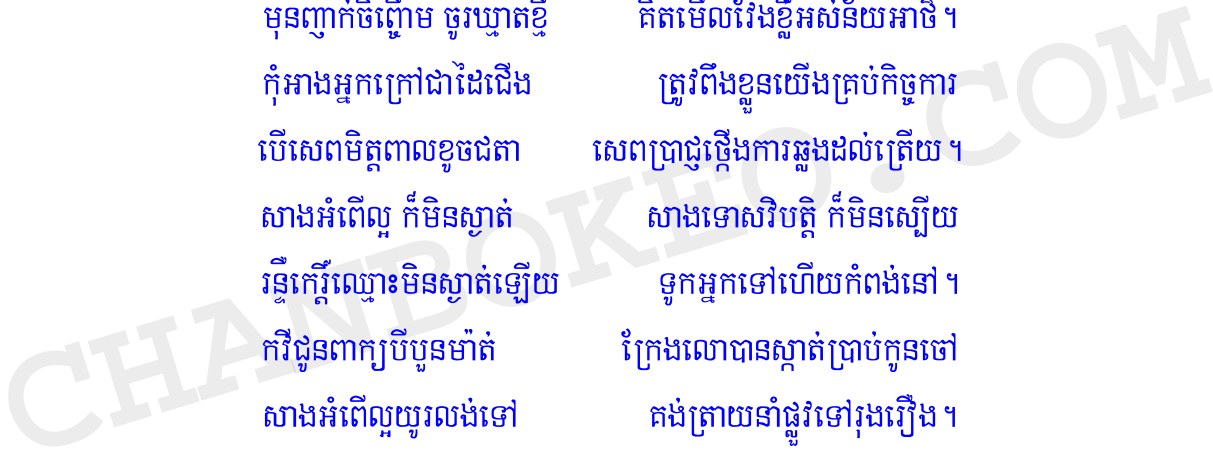 មុនញាក់ចិញ្ចើម ចូរឃ្មាតខ្មី គិតមើលវែងខ្លីអស់ន័យអាថ៌។
កុំអាងអ្នកក្រៅជាដៃជើង ត្រូវពឹងខ្លួនយើងគ្រប់កិច្ចការ
បើសេពមិត្តពាលខូចជតា សេពប្រាជ្ញថ្កើងការឆ្លងដល់ត្រើយ។
សាងអំពើល្អ ក៏មិនស្ងាត់ សាងទោសវិបត្តិ ក៏មិនស្បើយ
រន្ទឺកេរ្តិ៍ឈ្មោះមិនស្ងាត់ឡើយ ទូកអ្នកទៅហើយកំពង់នៅ។
កវីជូនពាក្យបីបួនម៉ាត់ ក្រែងលោបានស្កាត់ប្រាប់កូនចៅ
សាងអំពើល្អយូរលង់ទៅ គង់ត្រាយនាំផ្លូវទៅរុងរឿង។
CHANBOKEO.COM